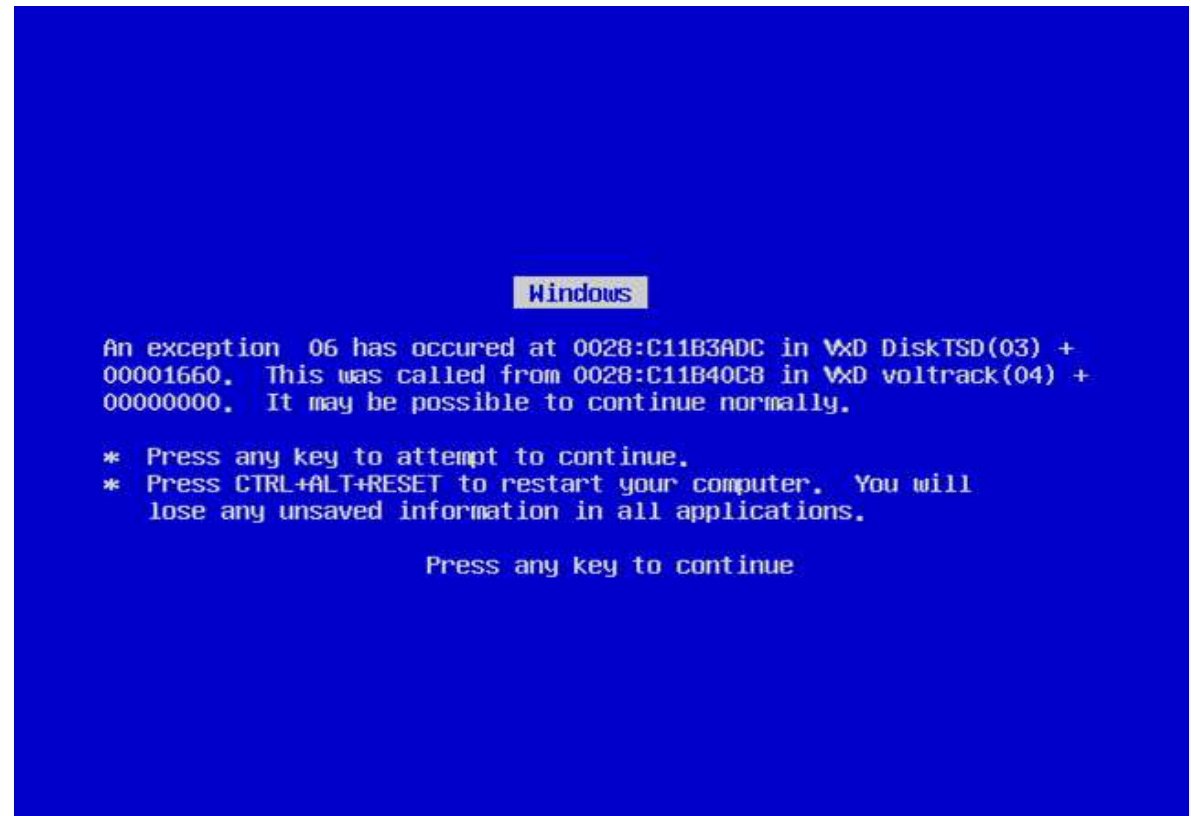 Windows
An exception 06 has occured at 0028:C11B3ADC in VxD DiskTSD(03) +
00001660. This was called from 0028:C11B40C8 in VxD voltrack(04) +
00000000. It may be possible to continue normally.
* Press any key to attempt to continue.
* Press CTRL+ALT+RESET to restart your computer. You will
lose any unsaved information in all applications.
Press any key to continue